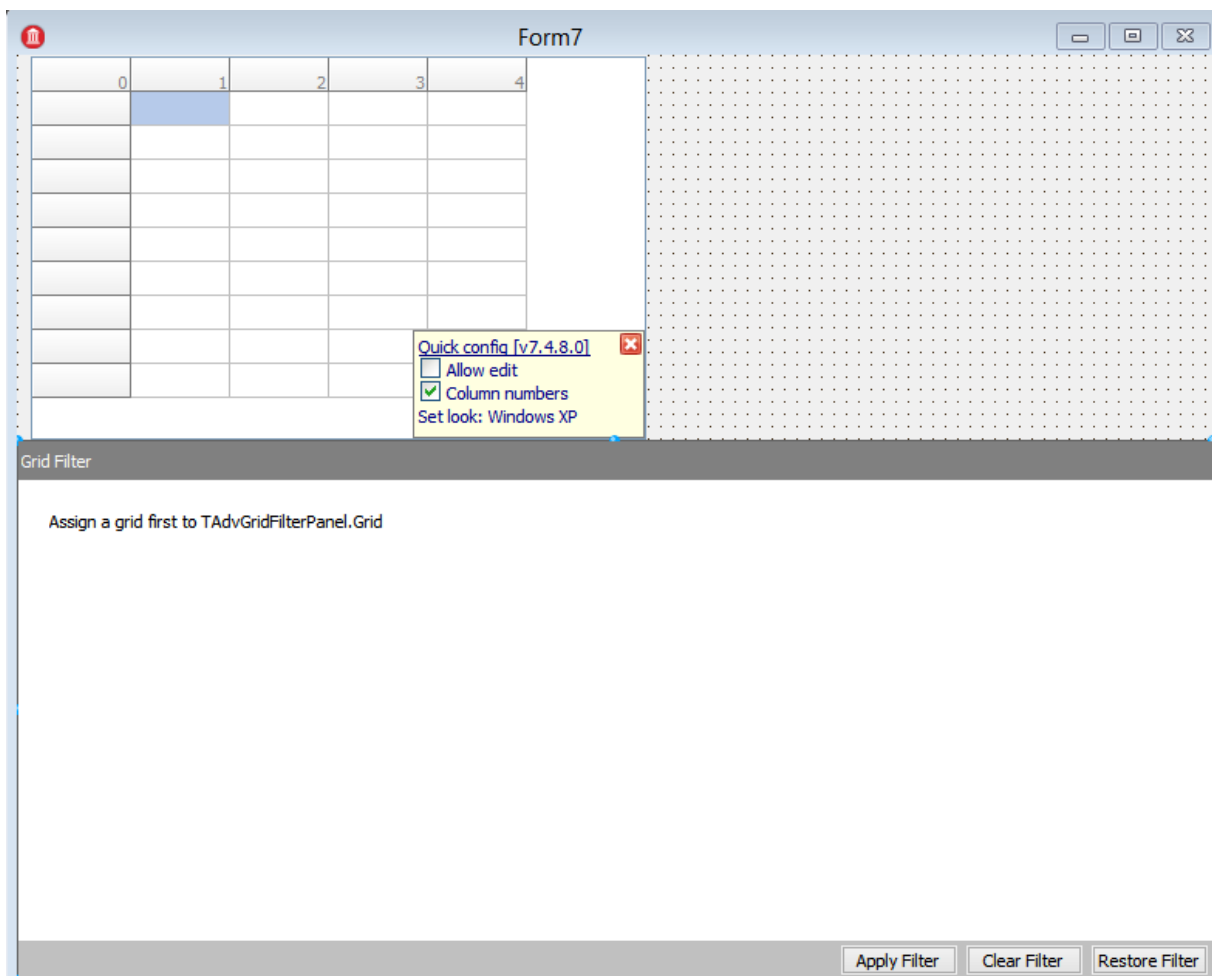 Form7
0 1 2 3 4
Quick config [v7.4.8.0]
Allow edit
Column numbers
Set look: Windows XP
Grid Filter
Assign a grid first to TAdvGridFilterPanel.Grid
Apply Filter Clear Filter Restore Filter